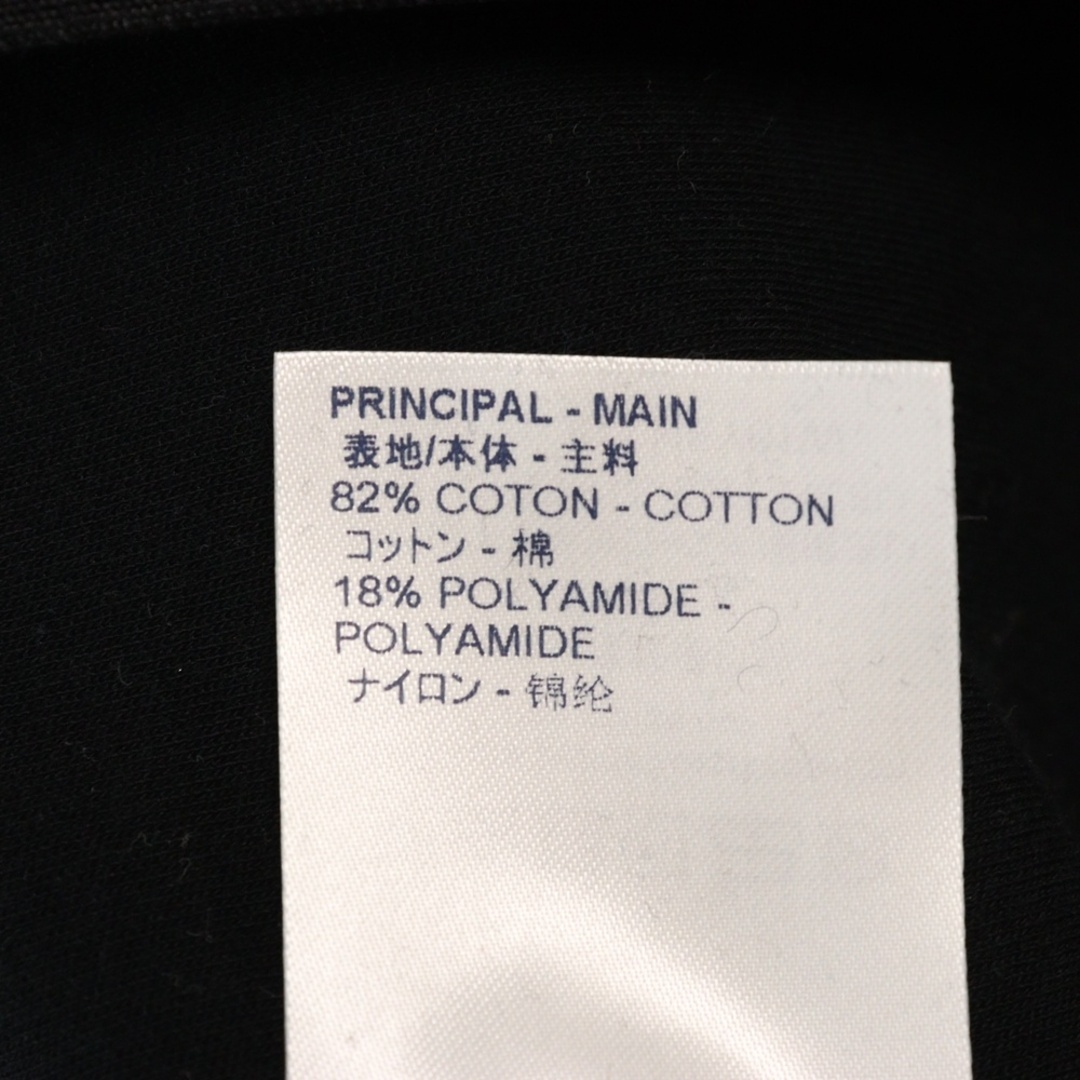 PRINCIPAL - MAIN
表地/本体 - 主料
82% COTON - COTTON
コットン - 棉
18% POLYAMIDE -
POLYAMIDE
ナイロン - 锦纶